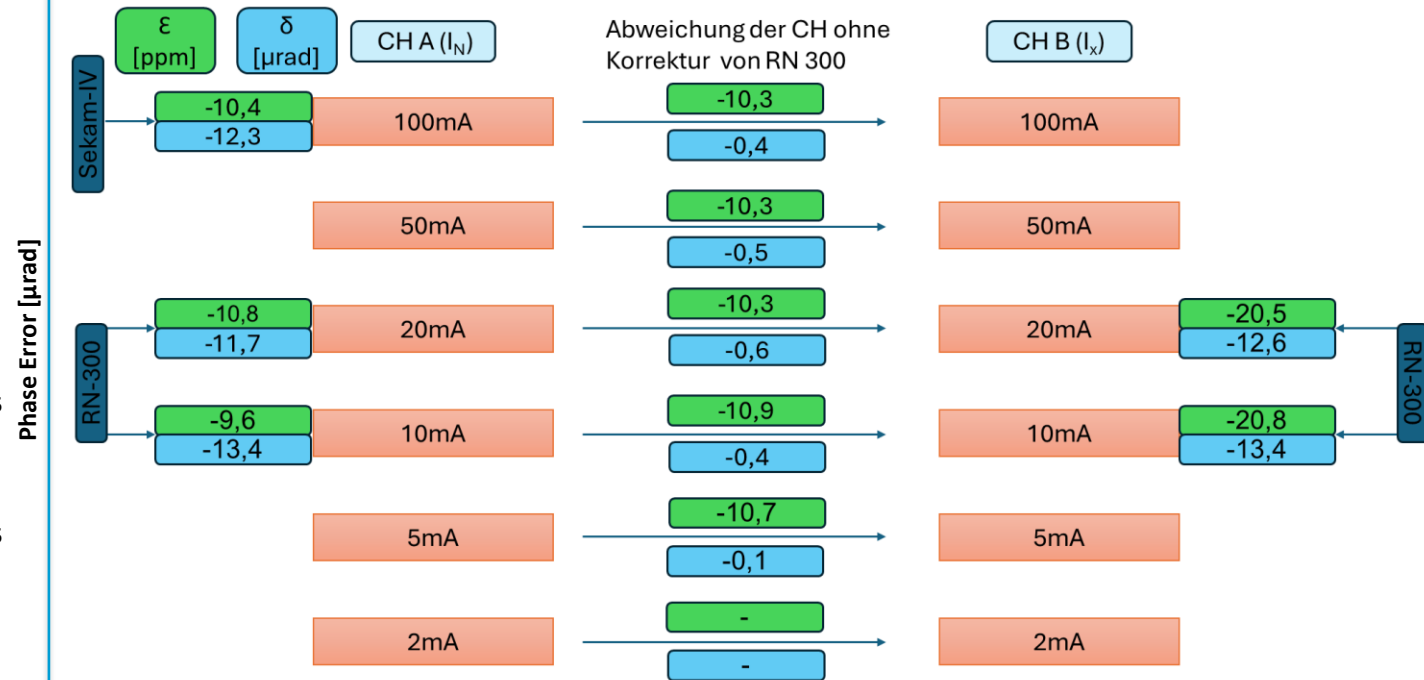 ε
[ppm]
δ
[µrad]
CH A (I_N)
Abweichung der CH ohne
Korrektur von RN 300
CH B (I_x)
Sekam-IV
-10,4
-12,3
100mA
-10,3
-0,4
100mA
50mA
-10,3
-0,5
50mA
Phase Error [µrad]
RN-300
-10,8
-11,7
20mA
-10,3
-0,6
20mA
-20,5
-12,6
RN-300
-9,6
-13,4
10mA
-10,9
-0,4
10mA
-20,8
-13,4
5mA
-10,7
-0,1
5mA
2mA
-
-
2mA